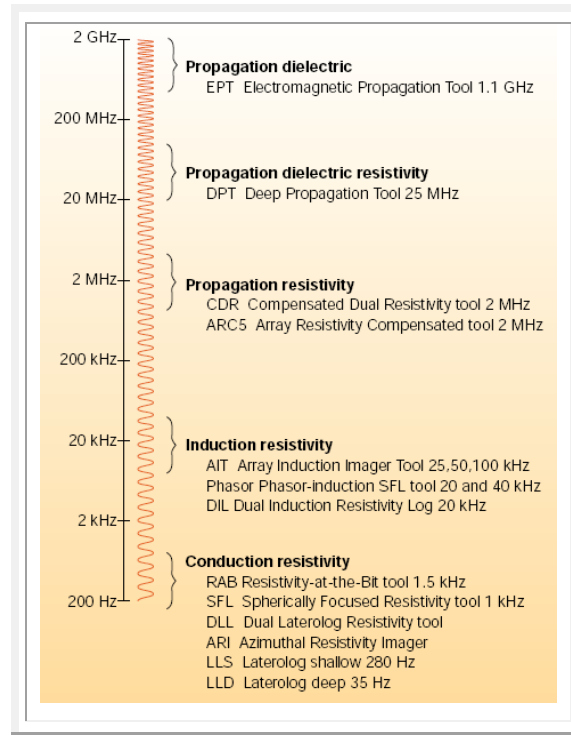 2 GHz
Propagation dielectric
EPT Electromagnetic Propagation Tool 1.1 GHz
200 MHz
Propagation dielectric resistivity
DPT Deep Propagation Tool 25 MHz
20 MHz
2 MHz
Propagation resistivity
CDR Compensated Dual Resistivity tool 2 MHz
ARC5 Array Resistivity Compensated tool 2 MHz
200 kHz
20 kHz
Induction resistivity
AIT Array Induction Imager Tool 25,50,100 kHz
Phasor Phasor-induction SFL tool 20 and 40 kHz
DIL Dual Induction Resistivity Log 20 kHz
2 kHz
Conduction resistivity
RAB Resistivity-at-the-Bit tool 1.5 kHz
200 Hz
SFL Spherically Focused Resistivity tool 1 kHz
DLL Dual Laterolog Resistivity tool
ARI Azimuthal Resistivity Imager
LLS Laterolog shallow 280 Hz
LLD Laterolog deep 35 Hz